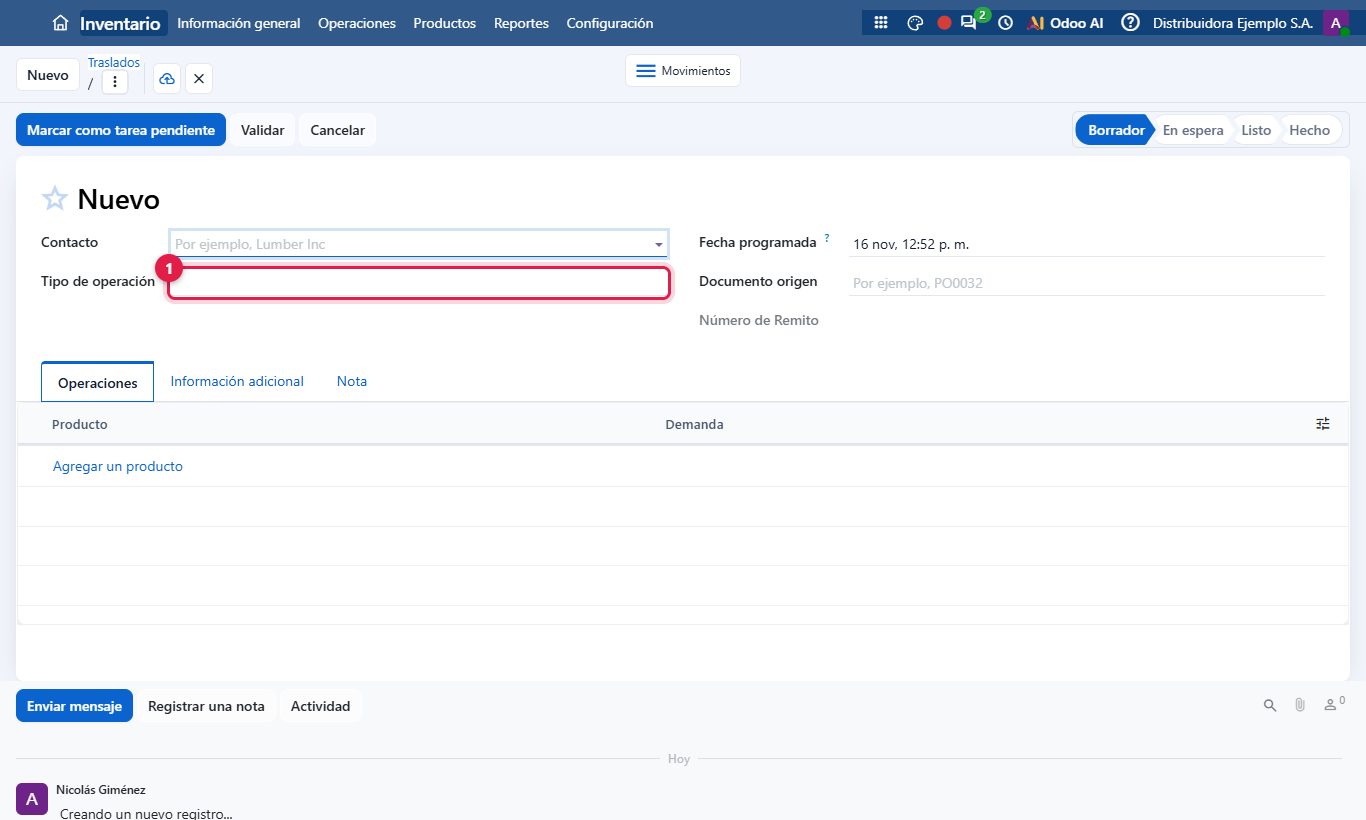 Inventario Información general Operaciones Productos Reportes Configuración 2 Odoo AI Distribuidora Ejemplo S.A. A
Nuevo Traslados / Movimientos
Marcar como tarea pendiente Validar Cancelar Borrador En espera Listo Hecho
Nuevo
Contacto Por ejemplo, Lumber Inc Fecha programada ? 16 nov, 12:52 p. m.
1
Tipo de operación Documento origen Por ejemplo, PO0032
Número de Remito
Operaciones Información adicional Nota
Producto Demanda
Agregar un producto
Enviar mensaje Registrar una nota Actividad 0
Hoy
A Nicolás Giménez
Creando un nuevo registro...